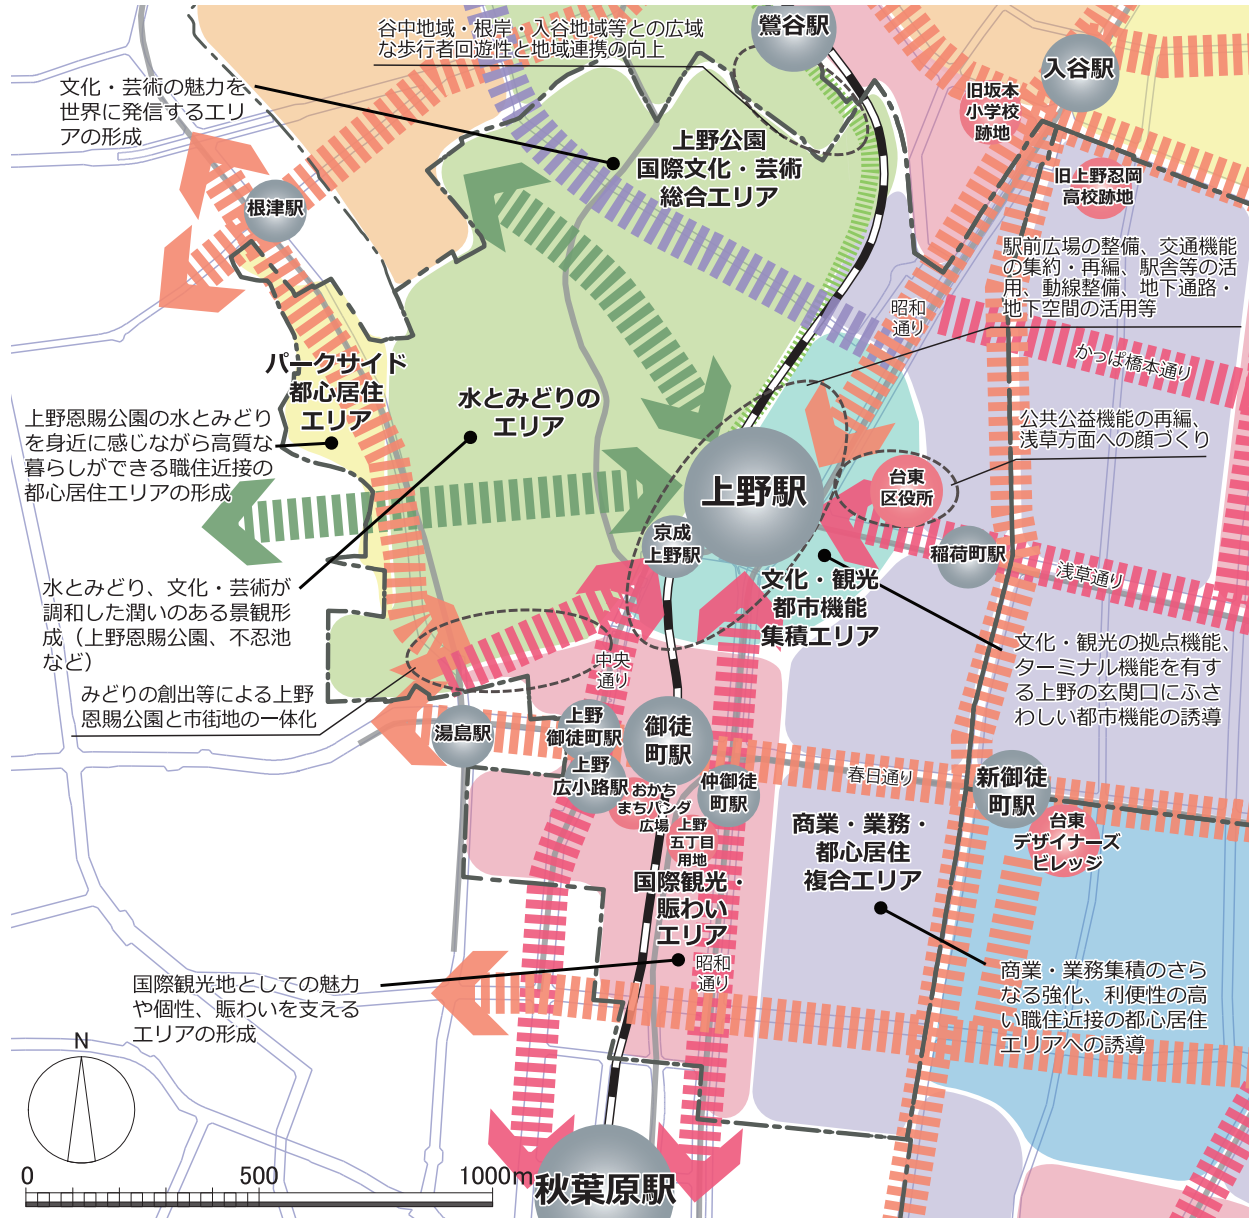 谷中地域・根岸・入谷地域等との広域
な歩行者回遊性と地域連携の向上
鶯谷駅
入谷駅
文化・芸術の魅力を
世界に発信するエリ
アの形成
旧坂本
小学校
跡地
上野公園
国際文化・芸術
総合エリア
旧上野忍岡
高校跡地
根津駅
駅前広場の整備、交通機能
の集約・再編、駅舎等の活
用、動線整備、地下通路・
地下空間の活用等
昭和
通り
かっぱ橋本通り
パークサイド
都心居住
エリア
水とみどりの
エリア
上野恩賜公園の水とみどり
を身近に感じながら高質な
暮らしができる職住近接の
都心居住エリアの形成
公共公益機能の再編、
浅草方面への顔づくり
上野駅
台東
区役所
京成
上野駅
稲荷町駅
浅草通り
文化・観光
都市機能
集積エリア
水とみどり、文化・芸術が
調和した潤いのある景観形
成（上野恩賜公園、不忍池
など）
文化・観光の拠点機能、
ターミナル機能を有す
る上野の玄関口にふさ
わしい都市機能の誘導
中央
通り
みどりの創出等による上野
恩賜公園と市街地の一体化
湯島駅
上野
御徒町駅
御徒
町駅
上野
広小路駅
仲御徒
町駅
春日通り
新御徒
町駅
おかち
まちパンダ
広場
上野
五丁目
用地
台東
デザイナーズ
ビレッジ
商業・業務・
都心居住
複合エリア
国際観光・
賑わい
エリア
昭和
通り
国際観光地としての魅力
や個性、賑わいを支える
エリアの形成
商業・業務集積のさら
なる強化、利便性の高
い職住近接の都心居住
エリアへの誘導
N
0 500 1000m
秋葉原駅